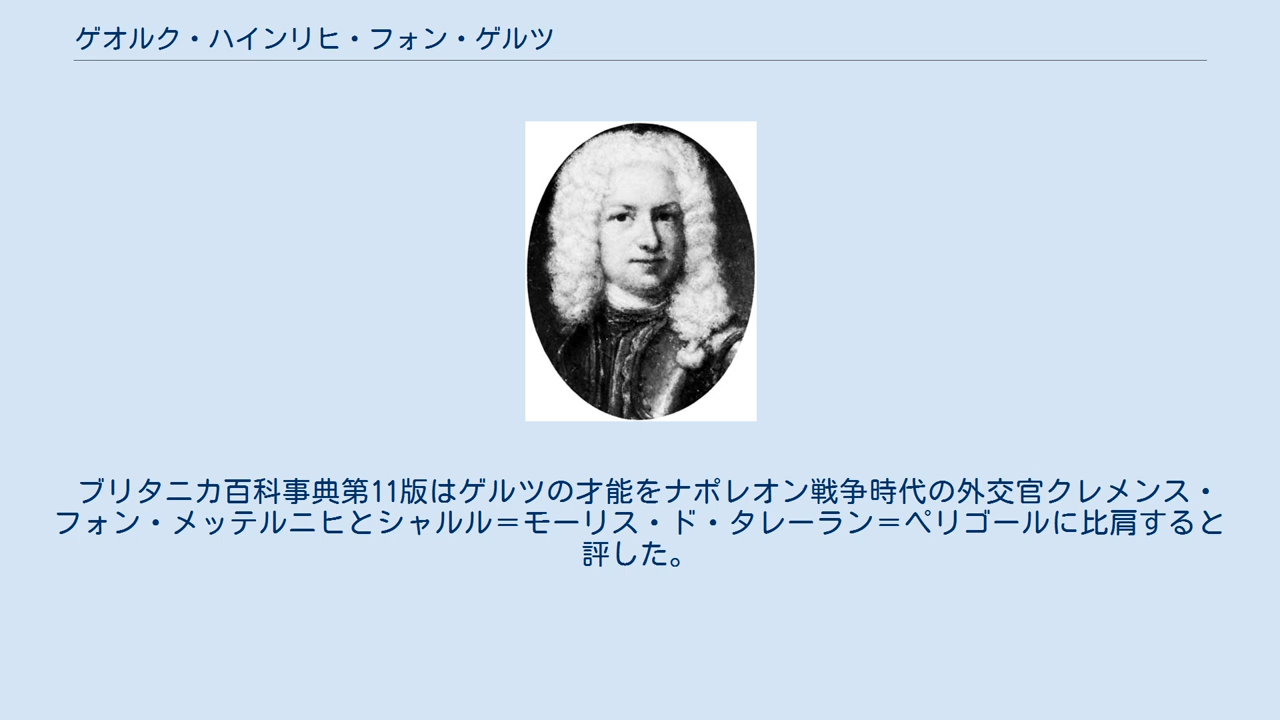 ゲオルク・ハインリヒ・フォン・ゲルツ
ブリタニカ百科事典第11版はゲルツの才能をナポレオン戦争時代の外交官クレメンス・
フォン・メッテルニヒとシャルル＝モーリス・ド・タレーラン＝ペリゴールに比肩すると
評した。